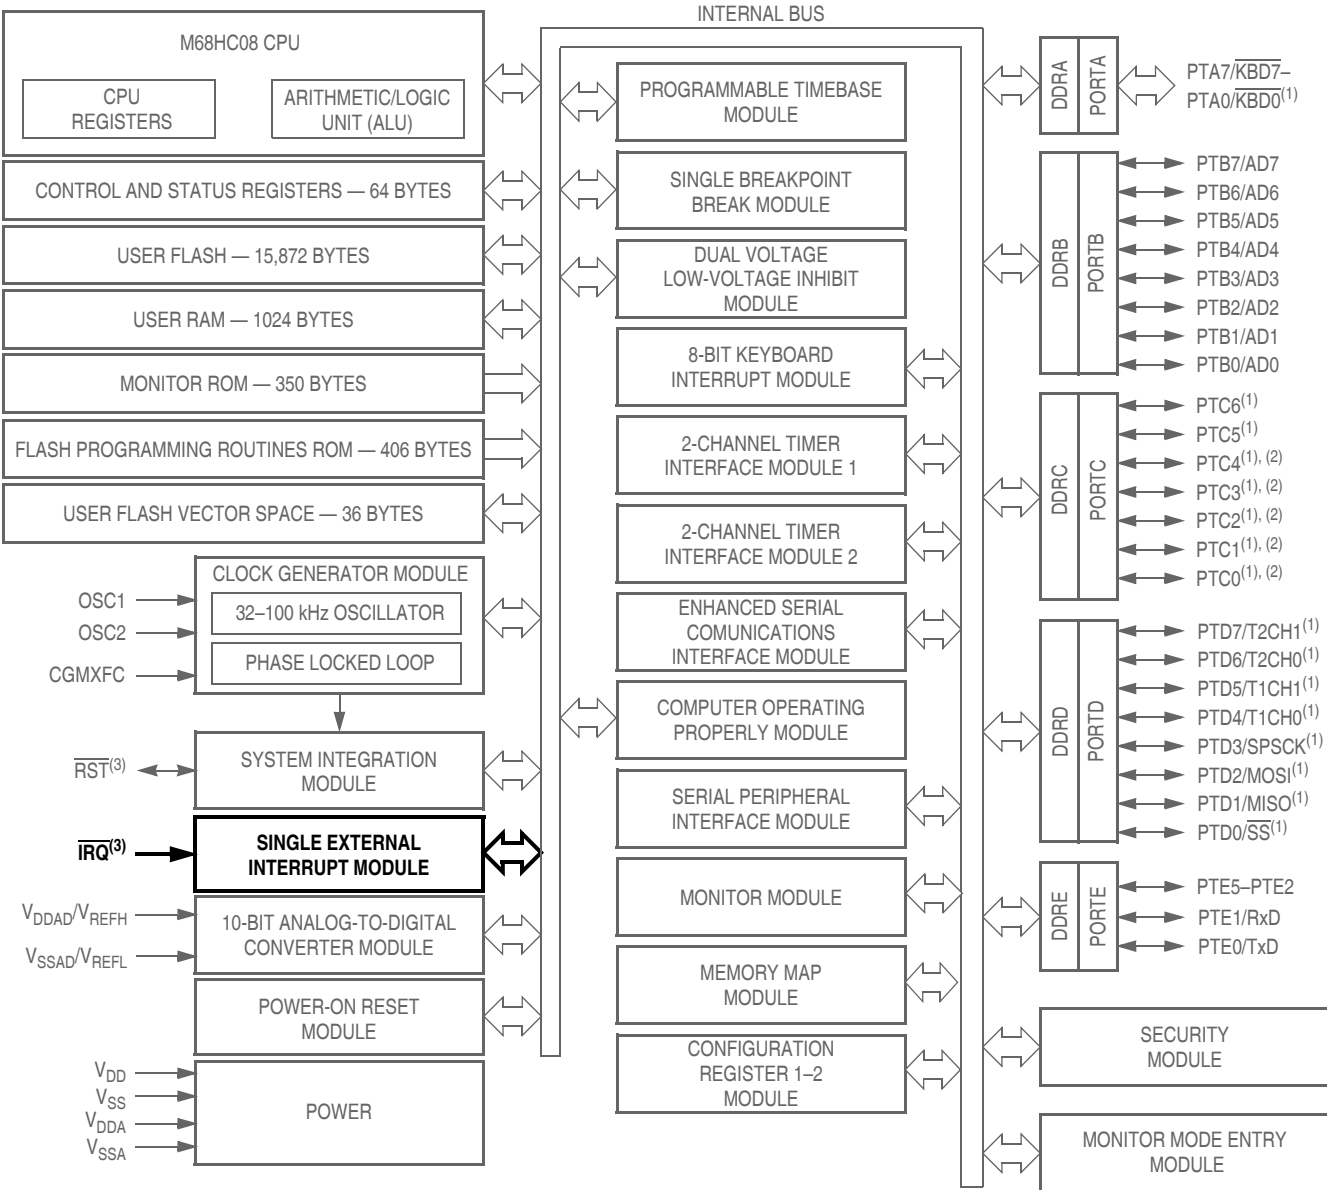 INTERNAL BUS
M68HC08 CPU
CPU
REGISTERS
ARITHMETIC/LOGIC
UNIT (ALU)
CONTROL AND STATUS REGISTERS — 64 BYTES
USER FLASH — 15,872 BYTES
USER RAM — 1024 BYTES
MONITOR ROM — 350 BYTES
FLASH PROGRAMMING ROUTINES ROM — 406 BYTES
USER FLASH VECTOR SPACE — 36 BYTES
CLOCK GENERATOR MODULE
32–100 kHz OSCILLATOR
PHASE LOCKED LOOP
OSC1
OSC2
CGMXFC
SYSTEM INTEGRATION
MODULE
RST(3)
SINGLE EXTERNAL
INTERRUPT MODULE
IRQ(3)
10-BIT ANALOG-TO-DIGITAL
CONVERTER MODULE
VDDAD/VREFH
VSSAD/VREFL
POWER-ON RESET
MODULE
POWER
VDD
VSS
VDDA
VSSA
PROGRAMMABLE TIMEBASE
MODULE
SINGLE BREAKPOINT
BREAK MODULE
DUAL VOLTAGE
LOW-VOLTAGE INHIBIT
MODULE
8-BIT KEYBOARD
INTERRUPT MODULE
2-CHANNEL TIMER
INTERFACE MODULE 1
2-CHANNEL TIMER
INTERFACE MODULE 2
ENHANCED SERIAL
COMUNICATIONS
INTERFACE MODULE
COMPUTER OPERATING
PROPERLY MODULE
SERIAL PERIPHERAL
INTERFACE MODULE
MONITOR MODULE
MEMORY MAP
MODULE
CONFIGURATION
REGISTER 1–2
MODULE
DDRA
PORTA
PTA7/KBD7–
PTA0/KBD0(1)
DDRB
PORTB
PTB7/AD7
PTB6/AD6
PTB5/AD5
PTB4/AD4
PTB3/AD3
PTB2/AD2
PTB1/AD1
PTB0/AD0
DDRC
PORTC
PTC6(1)
PTC5(1)
PTC4(1), (2)
PTC3(1), (2)
PTC2(1), (2)
PTC1(1), (2)
PTC0(1), (2)
DDRD
PORTD
PTD7/T2CH1(1)
PTD6/T2CH0(1)
PTD5/T1CH1(1)
PTD4/T1CH0(1)
PTD3/SPSCK(1)
PTD2/MOSI(1)
PTD1/MISO(1)
PTD0/SS(1)
DDRE
PORTE
PTE5–PTE2
PTE1/RxD
PTE0/TxD
SECURITY
MODULE
MONITOR MODE ENTRY
MODULE